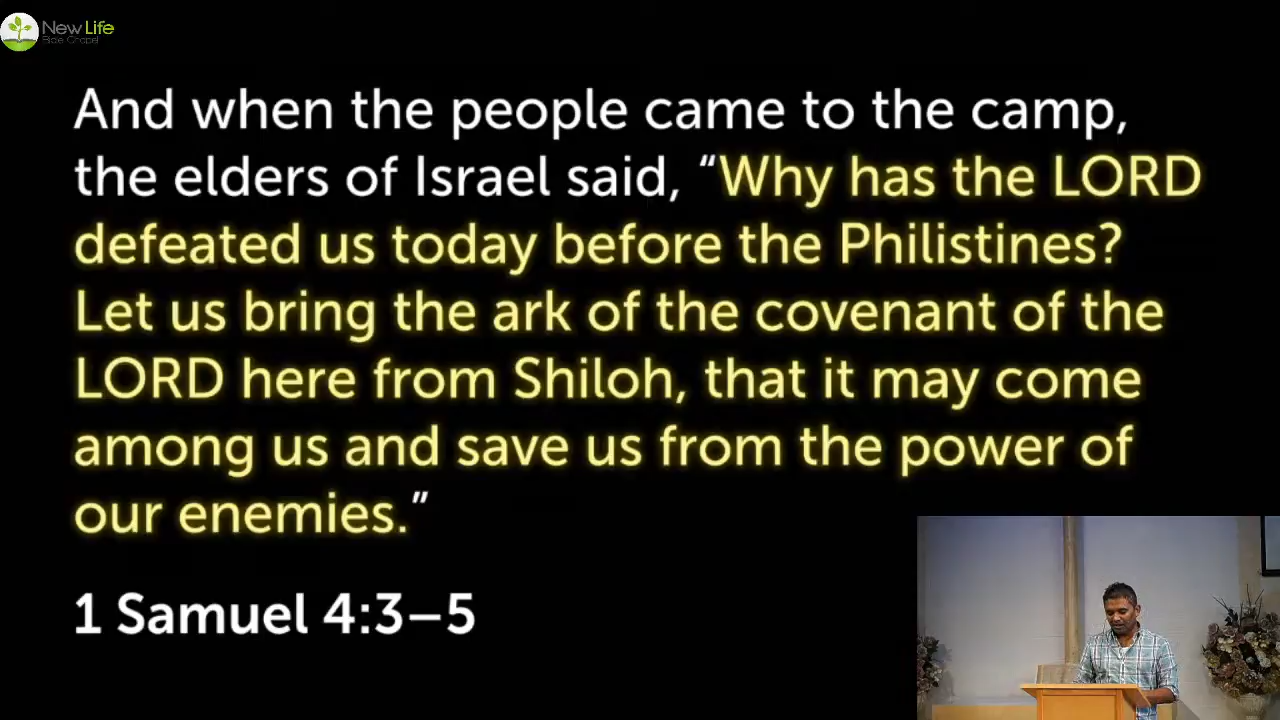 New Life
Bible Chapel
And when the people came to the camp,
the elders of Israel said, “Why has the LORD
defeated us today before the Philistines?
Let us bring the ark of the covenant of the
LORD here from Shiloh, that it may come
among us and save us from the power of
our enemies.”
1 Samuel 4:3–5